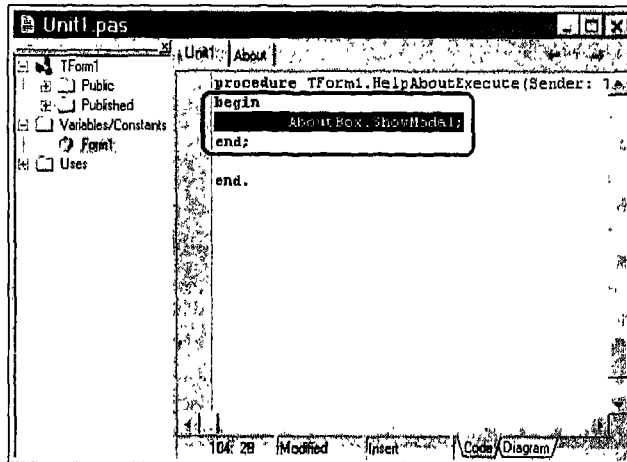 Unit1.pas
Unit1 About
TForm1
Public
Published
Variables/Constants
Form1
Uses
procedure TForm1.HelpAboutExecute(Sender:
begin
AboutBox.ShowModal;
end;
end.
104: 28 Modified Insert Code Diagram